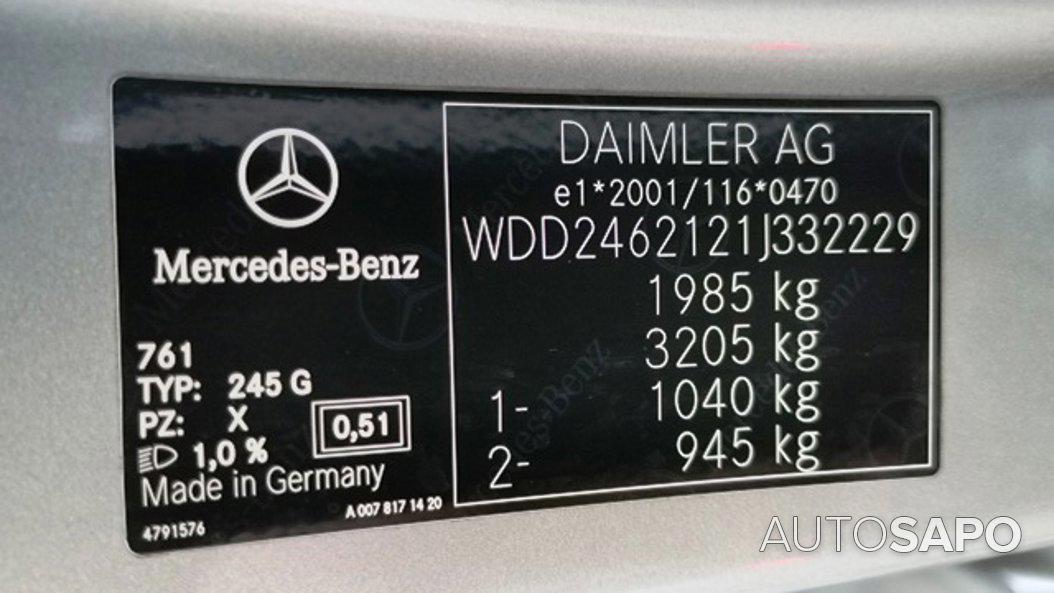 Mercedes-Benz
761
TYP: 245 G
PZ: X
1,0 %
0,51
Made in Germany
4791576
A 007 817 14 20
DAIMLER AG
e1*2001/116*0470
WDD2462121J332229
1985 kg
3205 kg
1- 1040 kg
2- 945 kg
AUTOSAPO